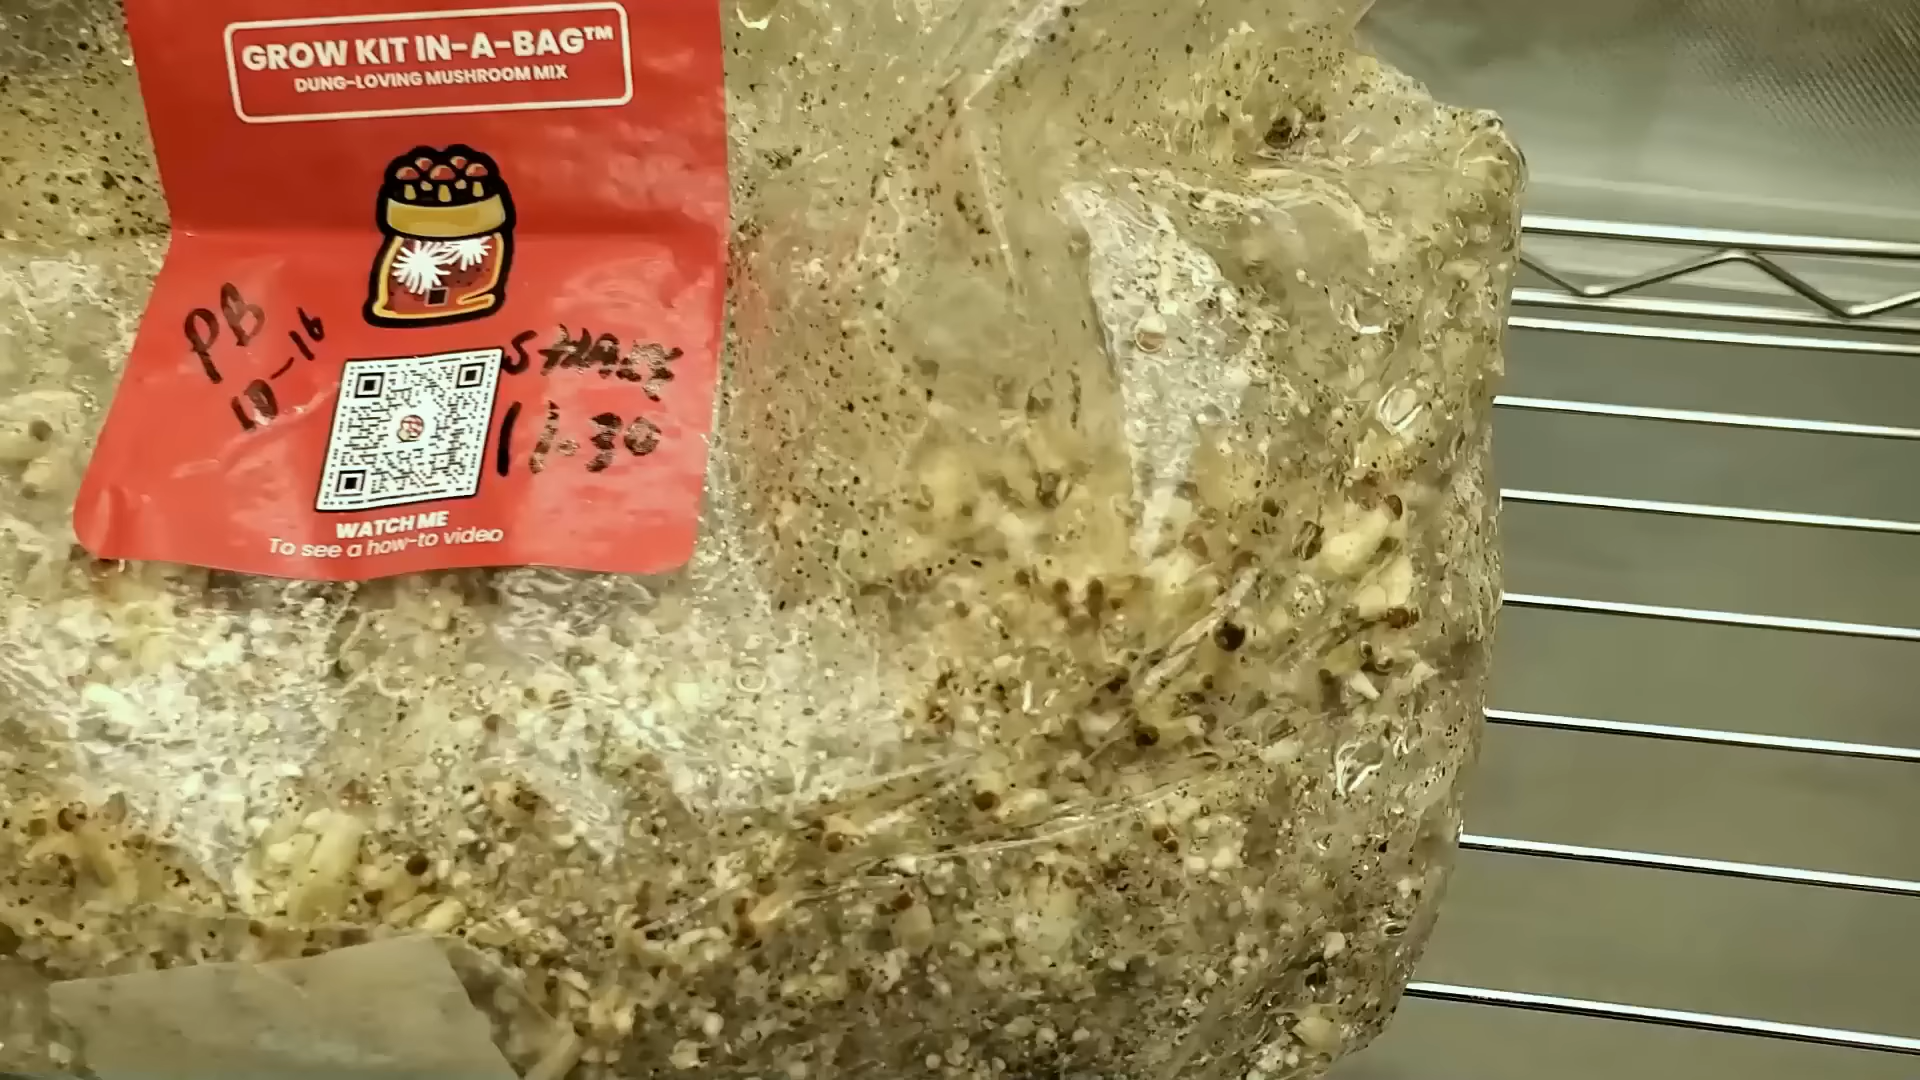 GROW KIT IN-A-BAG™
DUNG-LOVING MUSHROOM MIX
PB
10-16
11.30
WATCH ME
To see a how-to video